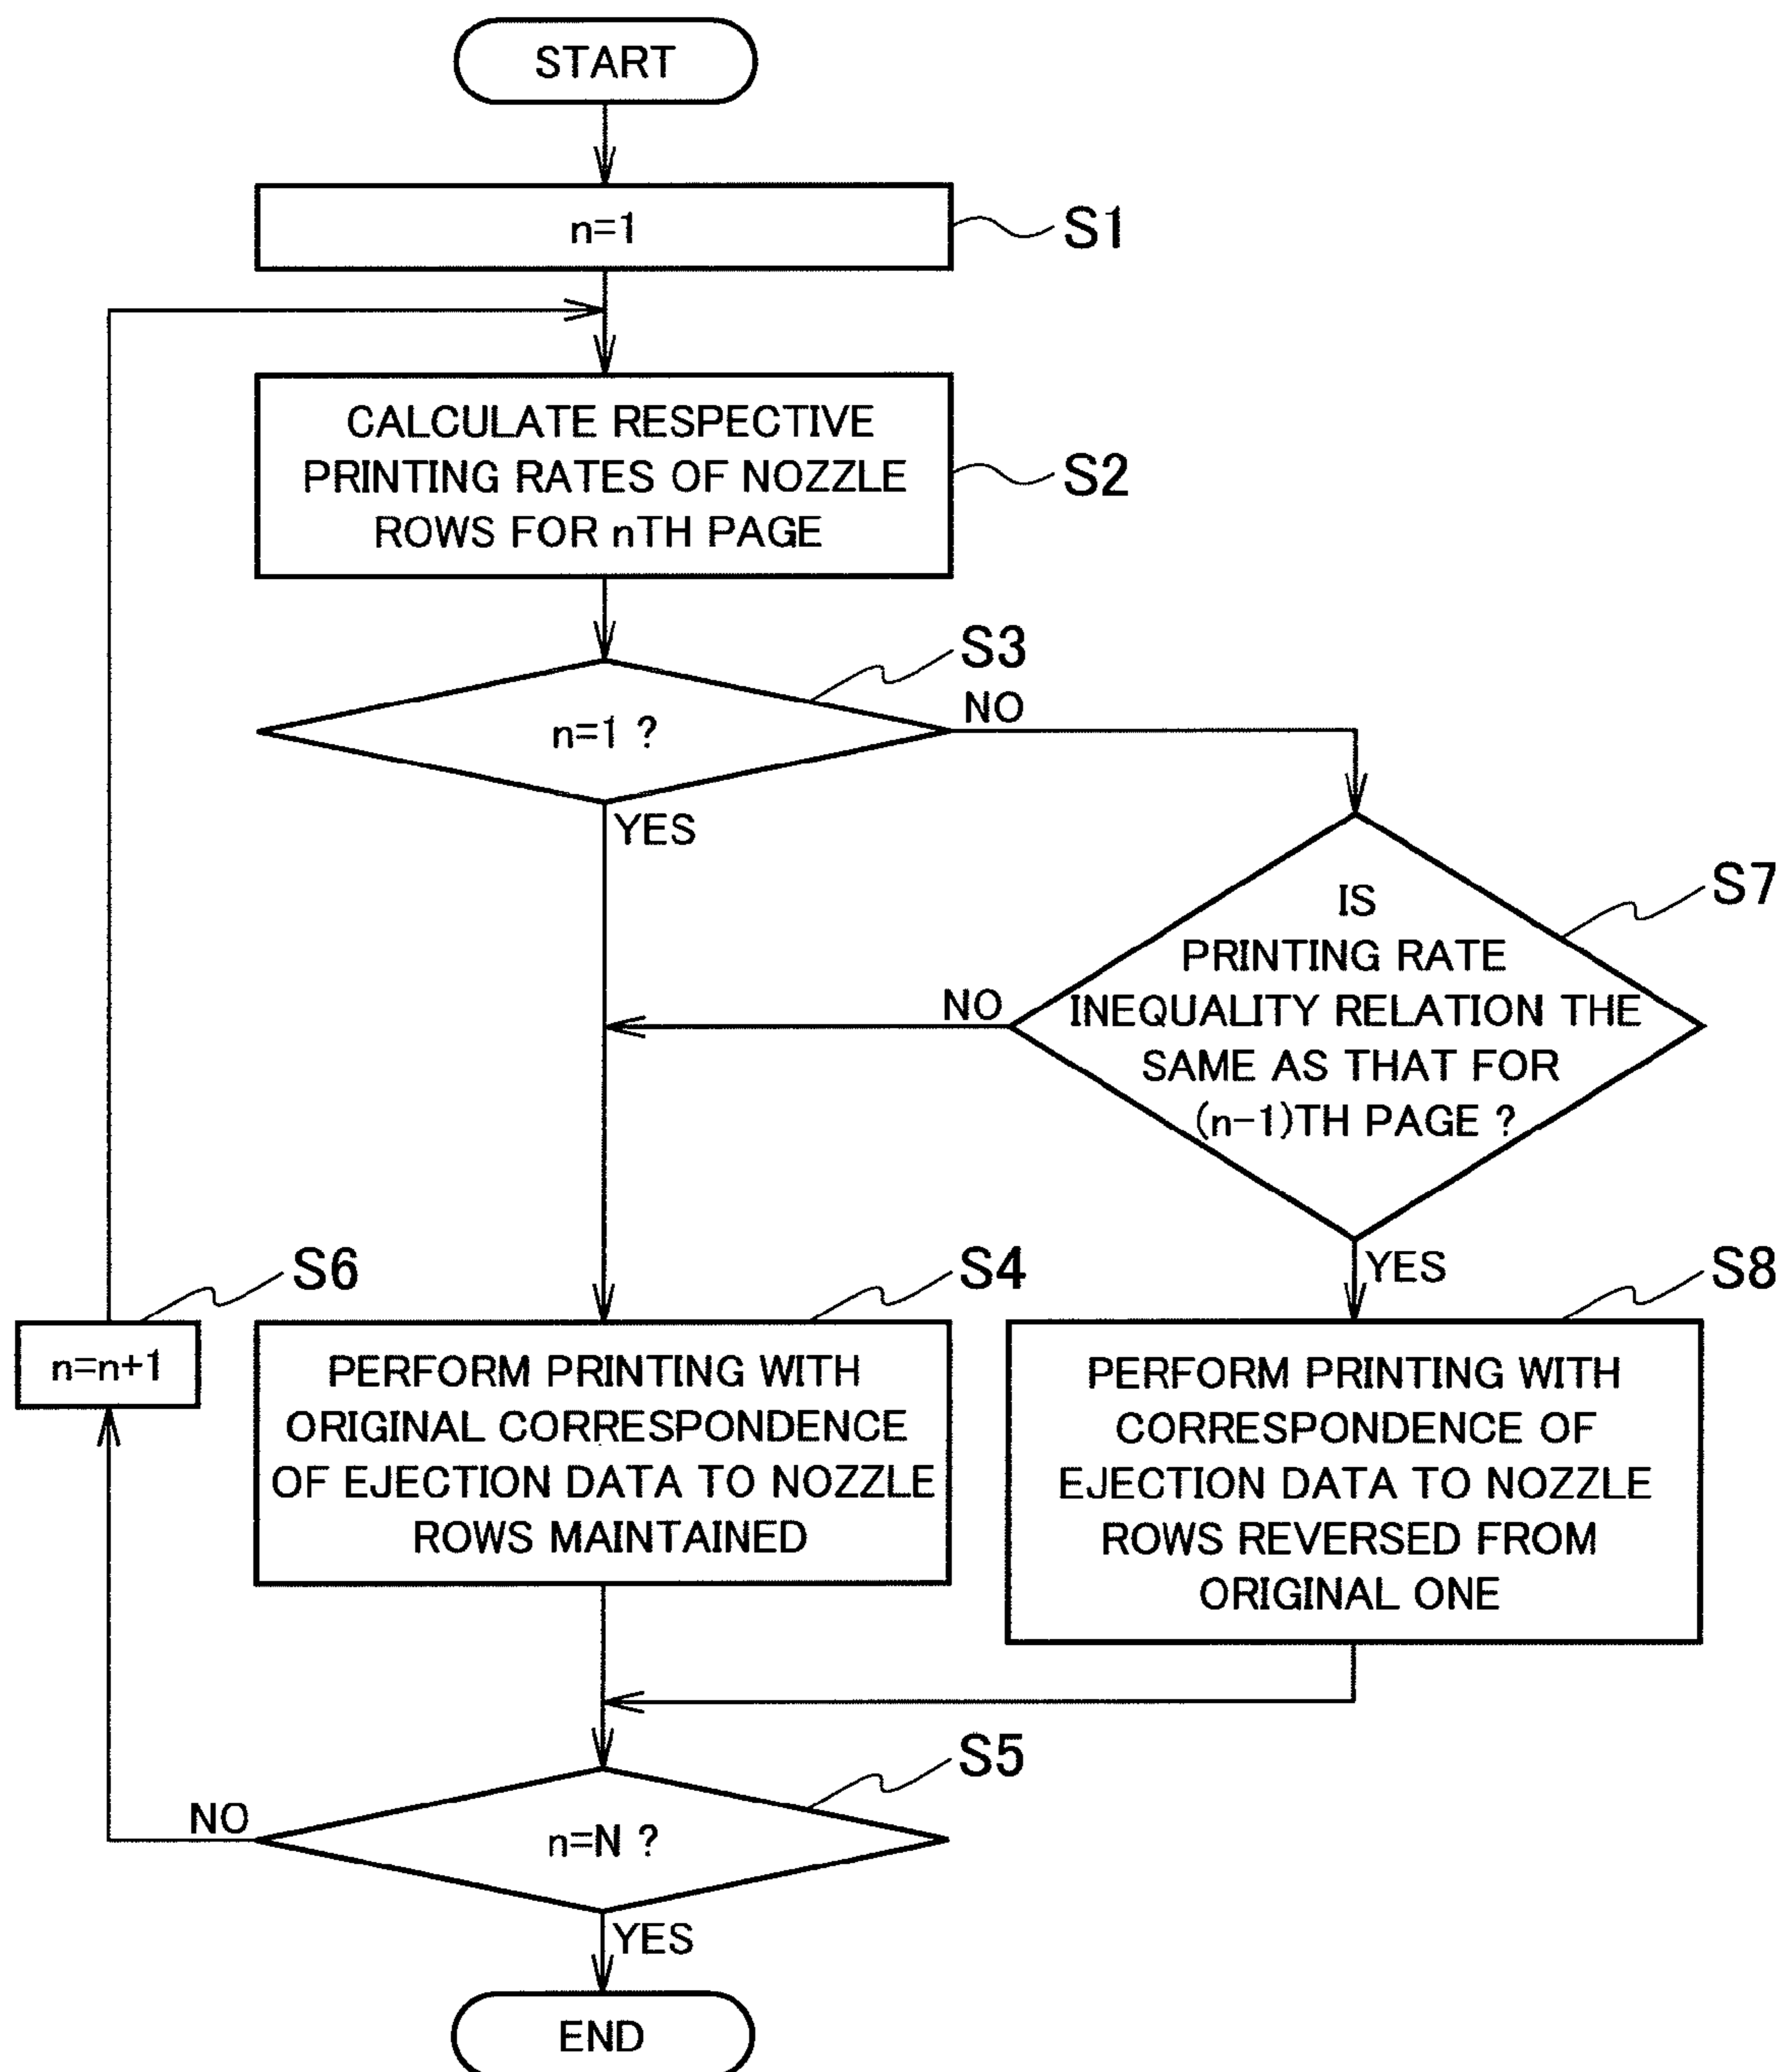 START
n=1
S1
CALCULATE RESPECTIVE
PRINTING RATES OF NOZZLE
ROWS FOR nTH PAGE
S2
S3
n=1 ?
NO
YES
S7
IS
PRINTING RATE
INEQUALITY RELATION THE
SAME AS THAT FOR
(n-1)TH PAGE ?
NO
YES
S6
n=n+1
S4
PERFORM PRINTING WITH
ORIGINAL CORRESPONDENCE
OF EJECTION DATA TO NOZZLE
ROWS MAINTAINED
S8
PERFORM PRINTING WITH
CORRESPONDENCE OF
EJECTION DATA TO NOZZLE
ROWS REVERSED FROM
ORIGINAL ONE
S5
n=N ?
NO
YES
END